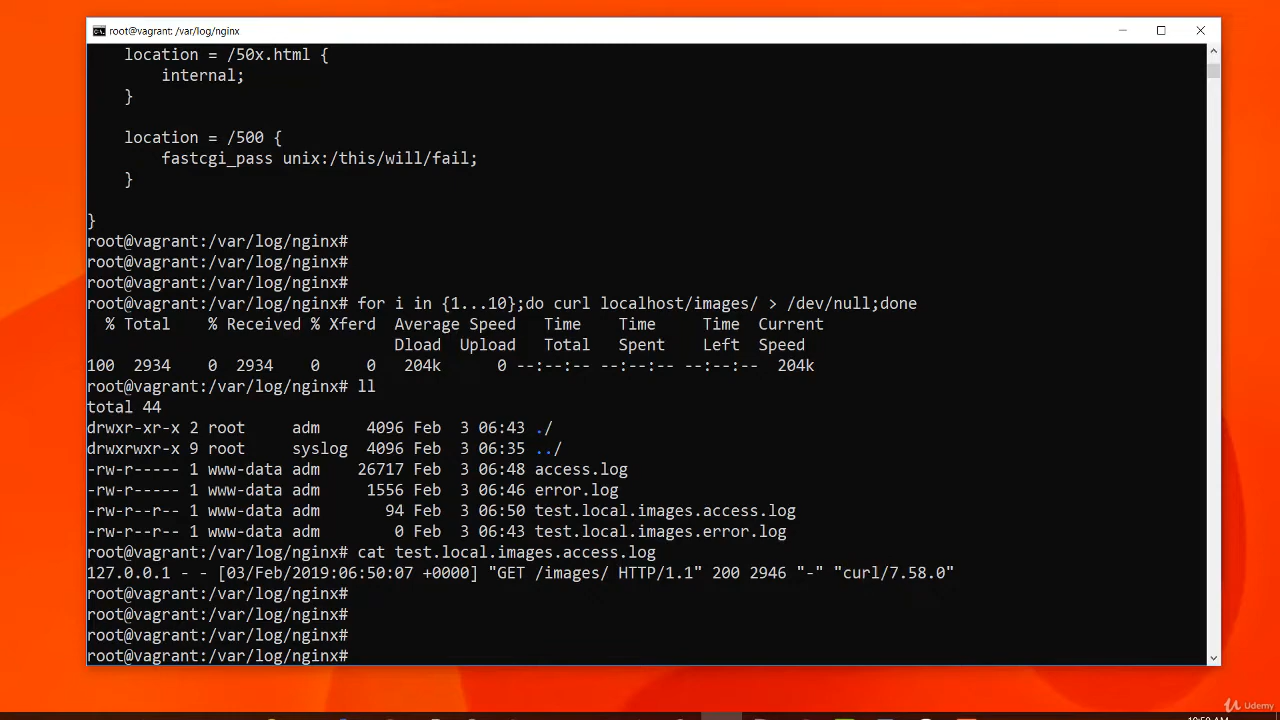 root@vagrant: /var/log/nginx
location = /50x.html {
internal;
}
location = /500 {
fastcgi_pass unix:/this/will/fail;
}
}
root@vagrant:/var/log/nginx#
root@vagrant:/var/log/nginx#
root@vagrant:/var/log/nginx#
root@vagrant:/var/log/nginx# for i in {1...10};do curl localhost/images/ > /dev/null;done
% Total % Received % Xferd Average Speed Time Time Time Current
Dload Upload Total Spent Left Speed
100 2934 0 2934 0 0 204k 0 --:--:-- --:--:-- --:--:-- 204k
root@vagrant:/var/log/nginx# ll
total 44
drwxr-xr-x 2 root adm 4096 Feb 3 06:43 ./
drwxrwxr-x 9 root syslog 4096 Feb 3 06:35 ../
-rw-r----- 1 www-data adm 26717 Feb 3 06:48 access.log
-rw-r----- 1 www-data adm 1556 Feb 3 06:46 error.log
-rw-r--r-- 1 www-data adm 94 Feb 3 06:50 test.local.images.access.log
-rw-r--r-- 1 www-data adm 0 Feb 3 06:43 test.local.images.error.log
root@vagrant:/var/log/nginx# cat test.local.images.access.log
127.0.0.1 - - [03/Feb/2019:06:50:07 +0000] "GET /images/ HTTP/1.1" 200 2946 "-" "curl/7.58.0"
root@vagrant:/var/log/nginx#
root@vagrant:/var/log/nginx#
root@vagrant:/var/log/nginx#
root@vagrant:/var/log/nginx#
Udemy